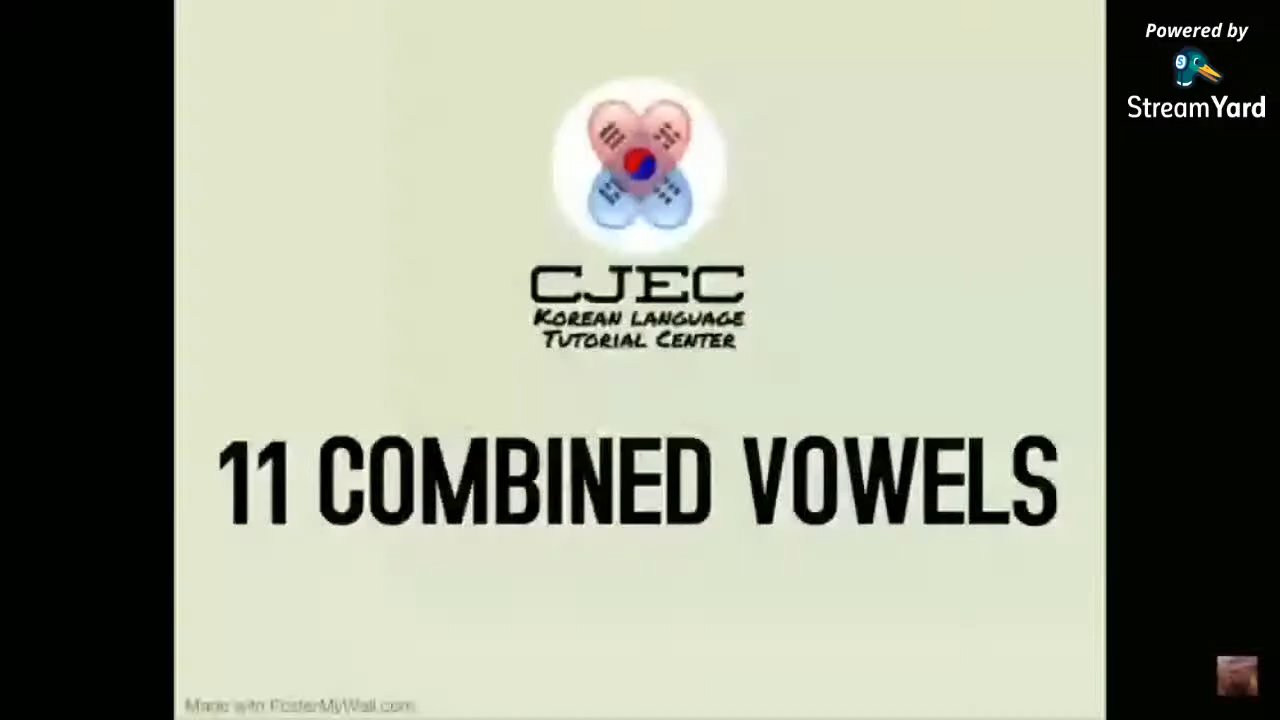 Powered by
StreamYard
CJEC
KOREAN LANGUAGE
TUTORIAL CENTER
11 COMBINED VOWELS
Made with PosterMyWall.com